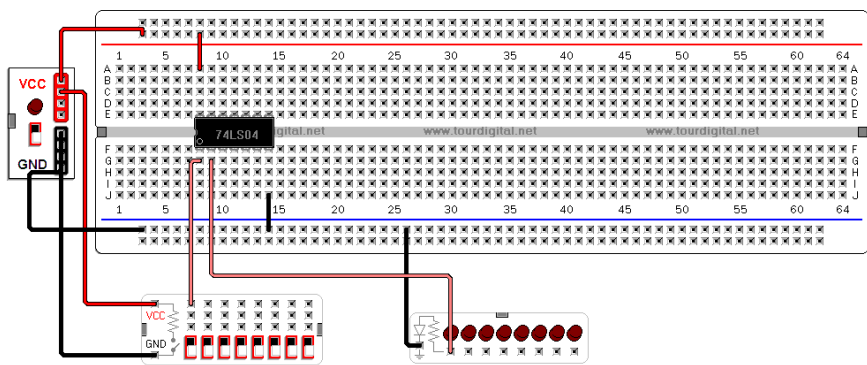 1 5 10 15 20 25 30 35 40 45 50 55 60 64
A A
B B
C C
D D
E E
VCC
GND
74LS04
gital.net www.tourdigital.net www.tourdigital.net
F F
G G
H H
I I
J J
1 5 10 15 20 25 30 35 40 45 50 55 60 64
VCC
GND